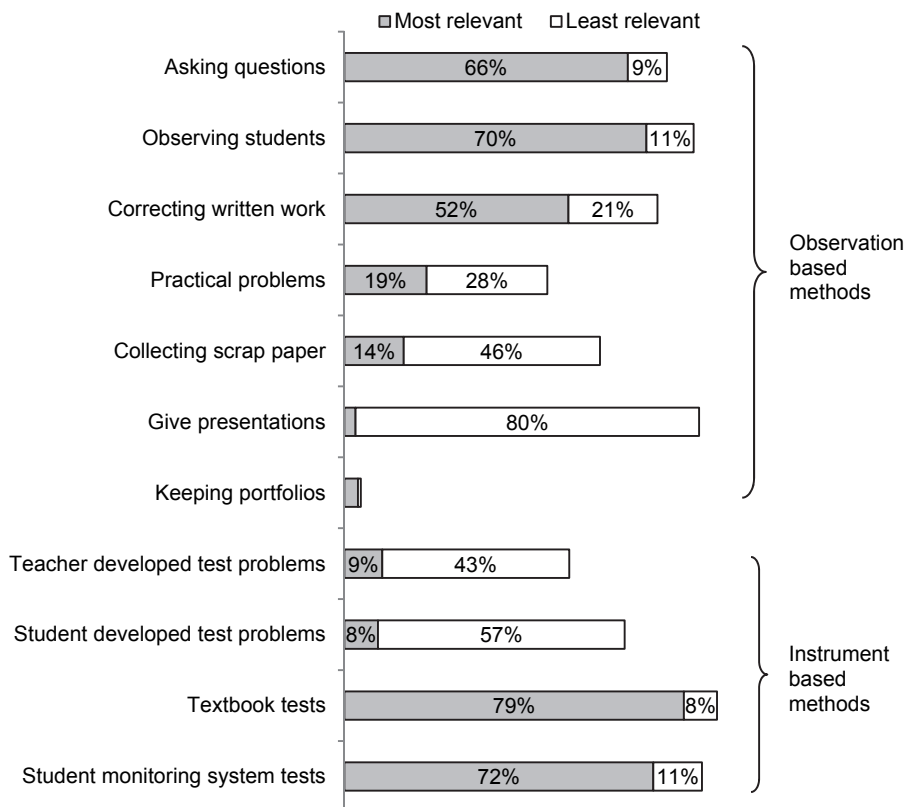 Most relevant Least relevant
Asking questions 66% 9%
Observing students 70% 11%
Correcting written work 52% 21%
Practical problems 19% 28%
Collecting scrap paper 14% 46%
Give presentations 80%
Keeping portfolios
Observation
based
methods
Teacher developed test problems 9% 43%
Student developed test problems 8% 57%
Textbook tests 79% 8%
Student monitoring system tests 72% 11%
Instrument
based
methods